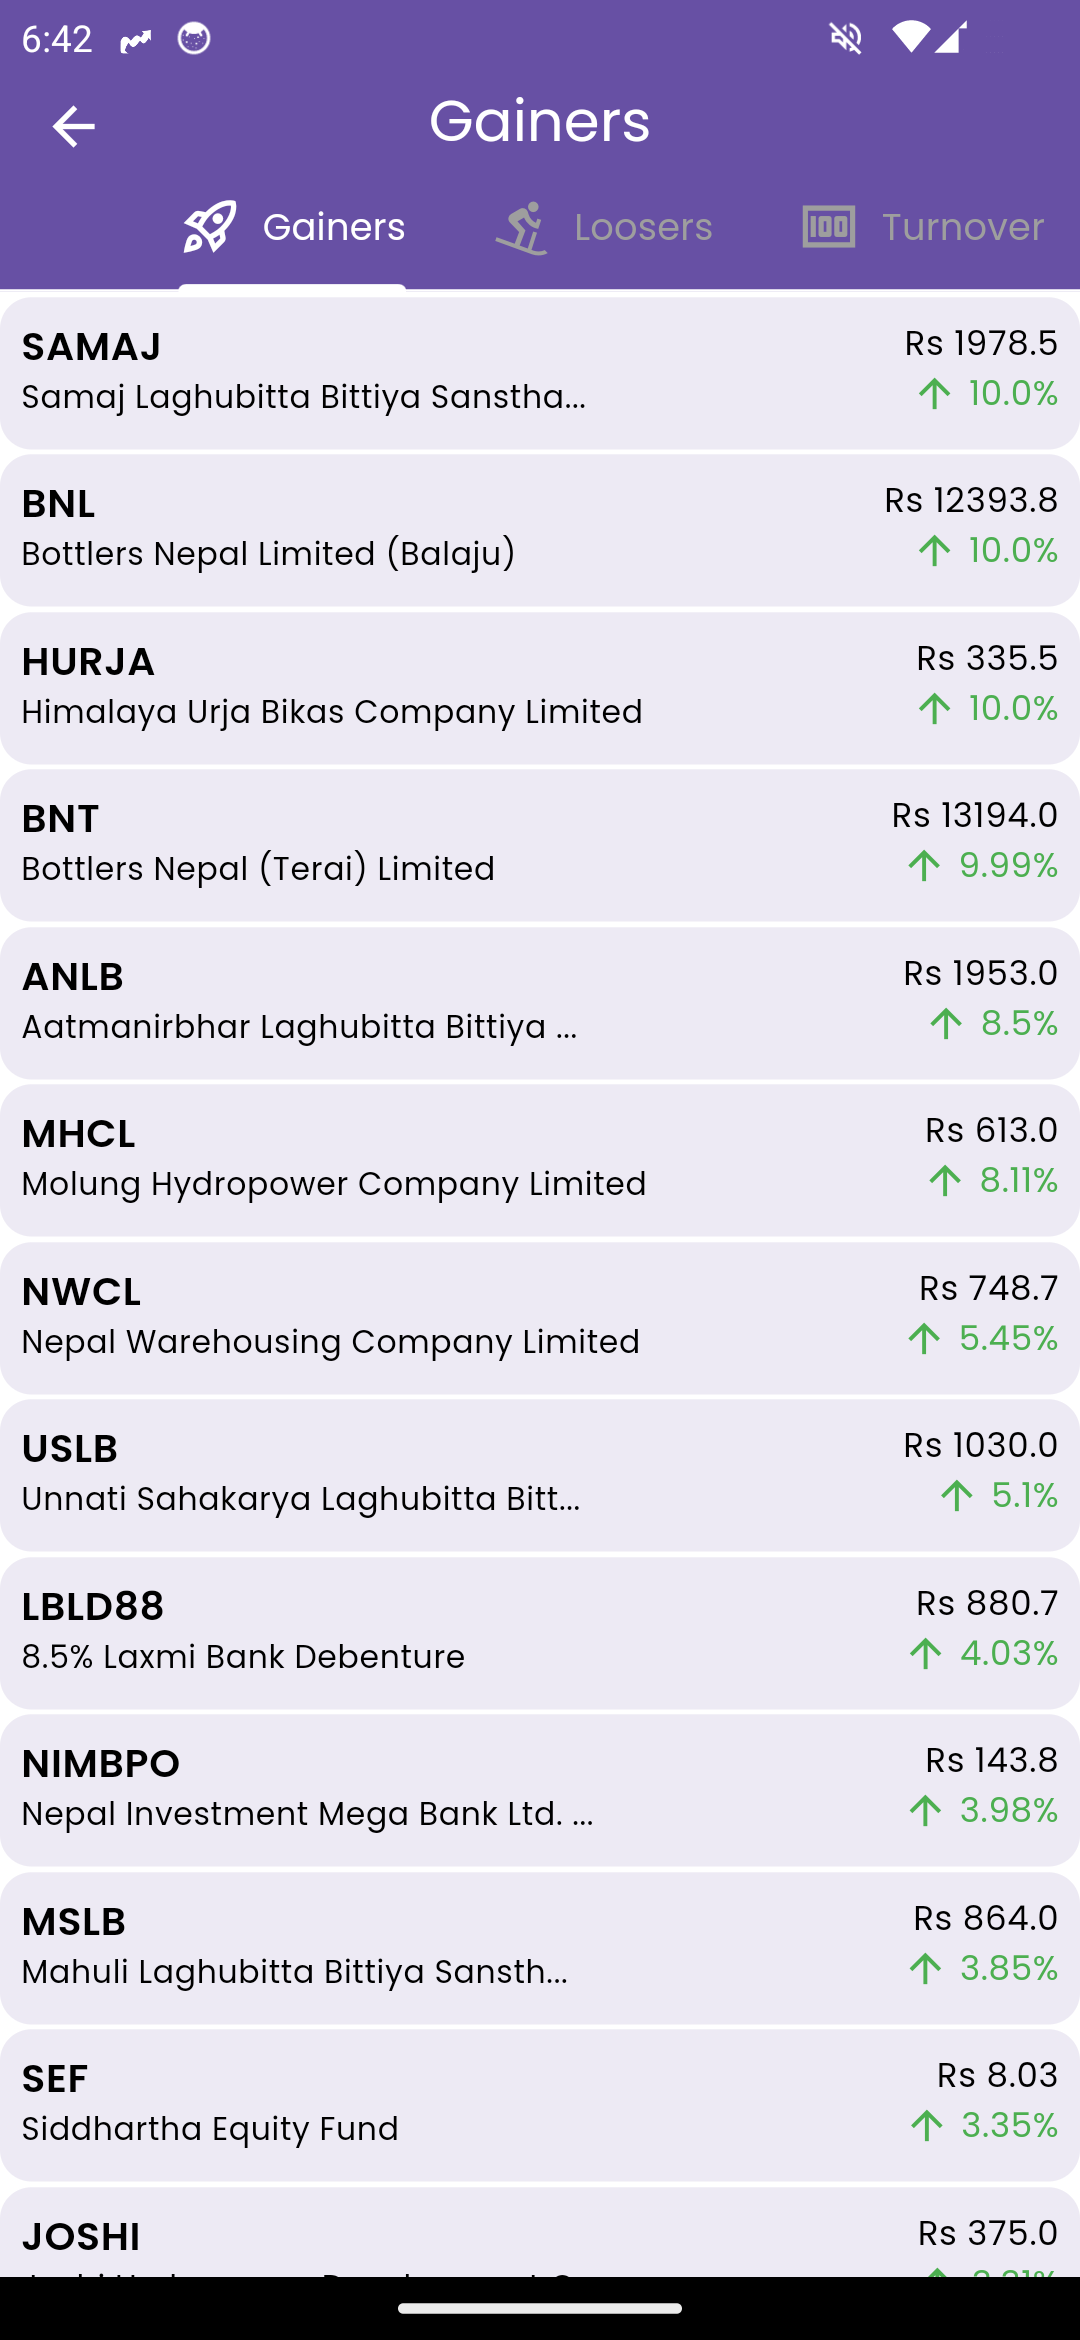 6:42
Gainers
Gainers
Loosers
100
Turnover
SAMAJ
Rs 1978.5
Samaj Laghubitta Bittiya Sanstha...
10.0%
BNL
Rs 12393.8
Bottlers Nepal Limited (Balaju)
10.0%
HURJA
Rs 335.5
Himalaya Urja Bikas Company Limited
10.0%
BNT
Rs 13194.0
Bottlers Nepal (Terai) Limited
9.99%
ANLB
Rs 1953.0
Aatmanirbhar Laghubitta Bittiya ...
8.5%
MHCL
Rs 613.0
Molung Hydropower Company Limited
8.11%
NWCL
Rs 748.7
Nepal Warehousing Company Limited
5.45%
USLB
Rs 1030.0
Unnati Sahakarya Laghubitta Bitt...
5.1%
LBLD88
Rs 880.7
8.5% Laxmi Bank Debenture
4.03%
NIMBPO
Rs 143.8
Nepal Investment Mega Bank Ltd. ...
3.98%
MSLB
Rs 864.0
Mahuli Laghubitta Bittiya Sansth...
3.85%
SEF
Rs 8.03
Siddhartha Equity Fund
3.35%
JOSHI
Rs 375.0